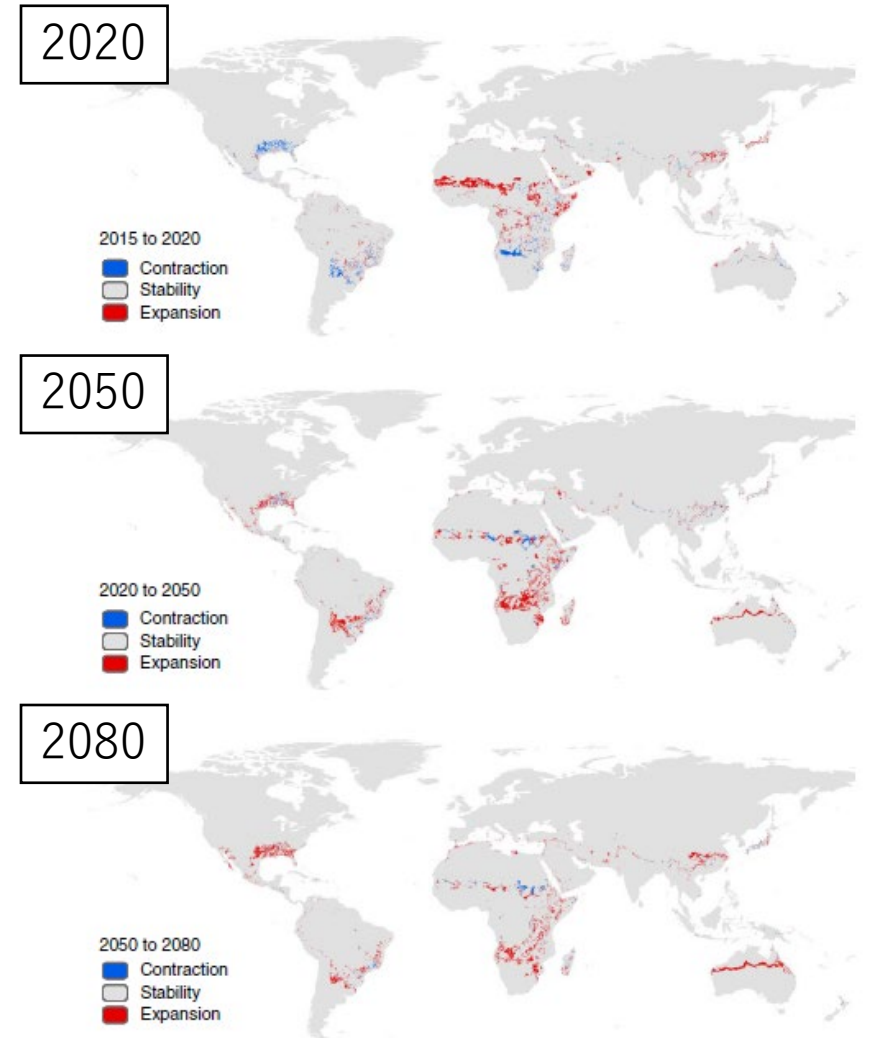 2020
2015 to 2020
Contraction
Stability
Expansion
2050
2020 to 2050
Contraction
Stability
Expansion
2080
2050 to 2080
Contraction
Stability
Expansion